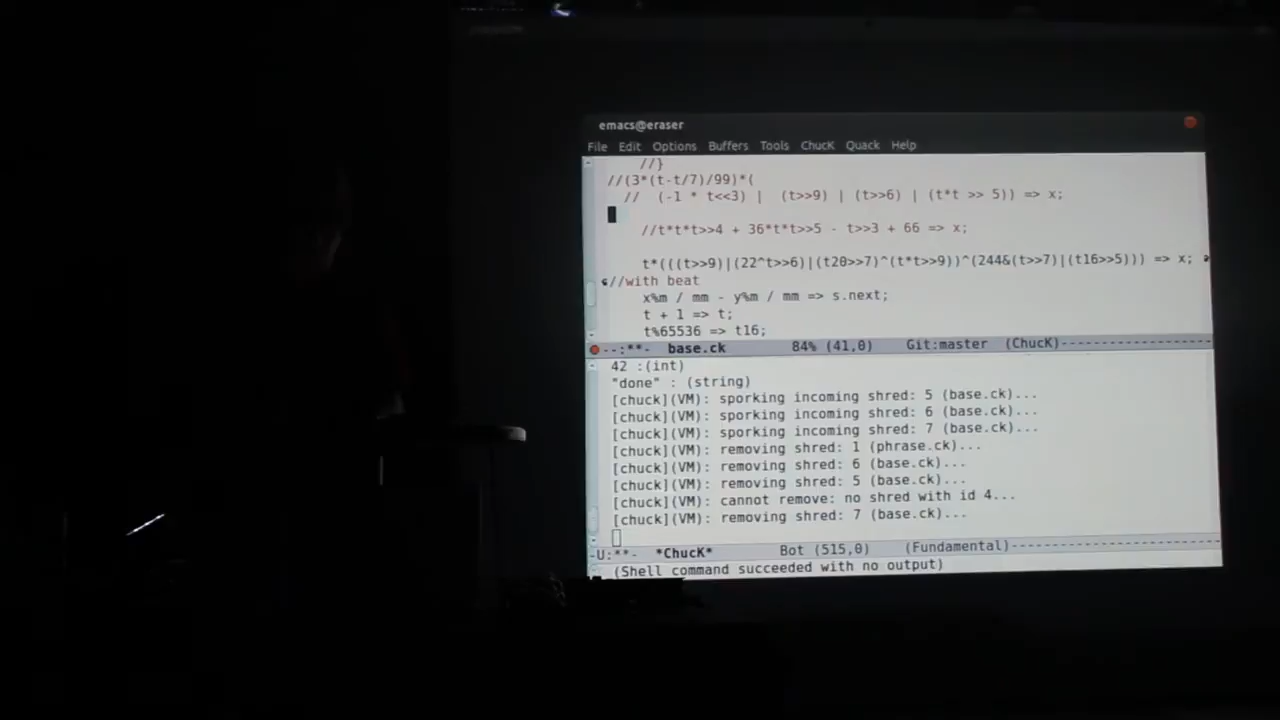 emacs@eraser
File Edit Options Buffers Tools ChucK Quack Help
//}
//(3*(t-t/7)/99)*(
// (-1 * t<<3) | (t>>9) | (t>>6) | (t*t >> 5)) => x;
//t*t*t>>4 + 36*t*t>>5 - t>>3 + 66 => x;
t*(((t>>9)|(22^t>>6)|(t20>>7)^(t*t>>9))^(244&(t>>7)|(t16>>5))) => x;
//with beat
x%m / mm - y%m / mm => s.next;
t + 1 => t;
t%65536 => t16;
--:**- base.ck 84% (41,0) Git:master (ChucK)----------------
42 :(int)
"done" : (string)
[chuck](VM): sporking incoming shred: 5 (base.ck)...
[chuck](VM): sporking incoming shred: 6 (base.ck)...
[chuck](VM): sporking incoming shred: 7 (base.ck)...
[chuck](VM): removing shred: 1 (phrase.ck)...
[chuck](VM): removing shred: 6 (base.ck)...
[chuck](VM): removing shred: 5 (base.ck)...
[chuck](VM): cannot remove: no shred with id 4...
[chuck](VM): removing shred: 7 (base.ck)...
-U:**- *ChucK* Bot (515,0) (Fundamental)--------------------------
(Shell command succeeded with no output)